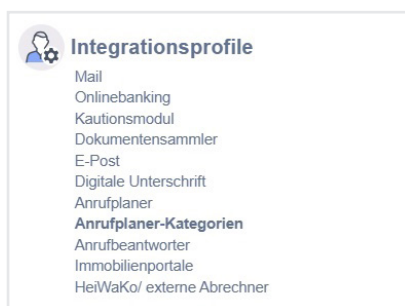 Integrationsprofile
Mail
Onlinebanking
Kautionsmodul
Dokumentensammler
E-Post
Digitale Unterschrift
Anrufplaner
Anrufplaner-Kategorien
Anrufbeantworter
Immobilienportale
HeiWaKo/ externe Abrechner